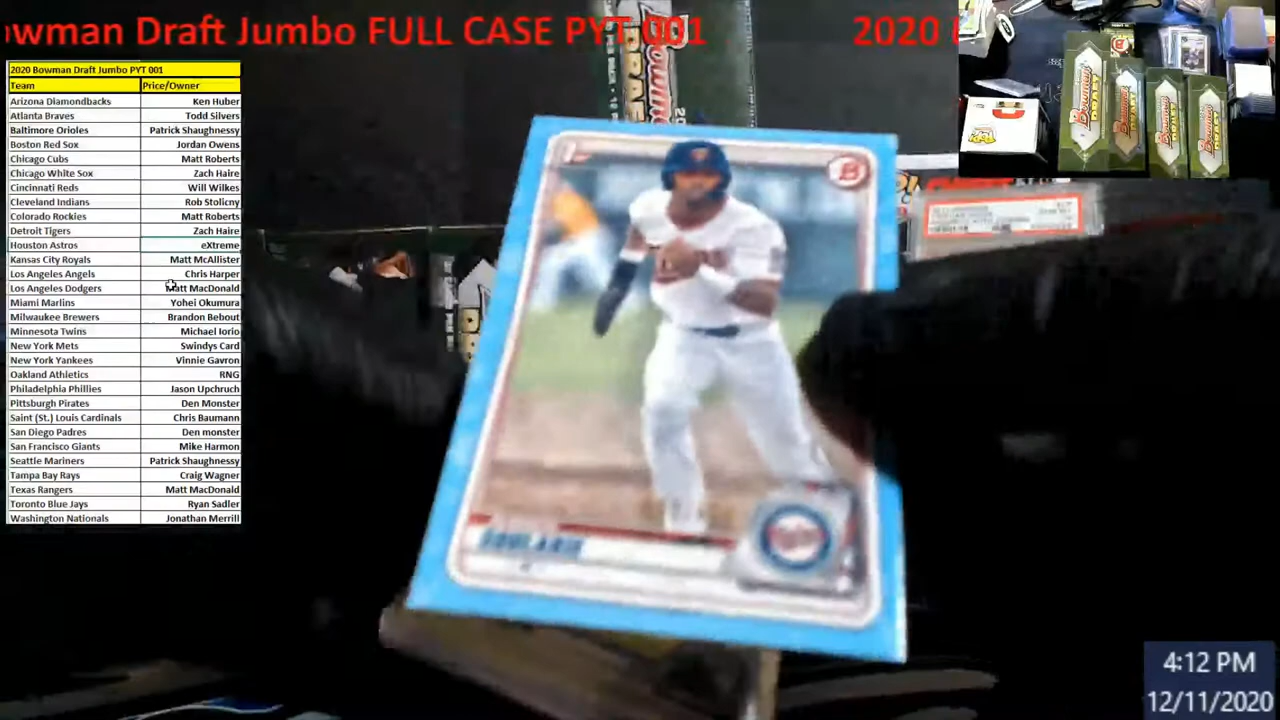 owman Draft Jumbo FULL CASE PYT 001
2020
2020 Bowman Draft Jumbo PYT 001
Team Price/Owner
Arizona Diamondbacks Ken Huber
Atlanta Braves Todd Silvers
Baltimore Orioles Patrick Shaughnessy
Boston Red Sox Jordan Owens
Chicago Cubs Matt Roberts
Chicago White Sox Zach Haire
Cincinnati Reds Will Wilkes
Cleveland Indians Rob Stolicny
Colorado Rockies Matt Roberts
Detroit Tigers Zach Haire
Houston Astros eXtreme
Kansas City Royals Matt McAllister
Los Angeles Angels Chris Harper
Los Angeles Dodgers Matt MacDonald
Miami Marlins Yohei Okumura
Milwaukee Brewers Brandon Bebout
Minnesota Twins Michael Iorio
New York Mets Swindys Card
New York Yankees Vinnie Gavron
Oakland Athletics RNG
Philadelphia Phillies Jason Upchruch
Pittsburgh Pirates Den Monster
Saint (St.) Louis Cardinals Chris Baumann
San Diego Padres Den monster
San Francisco Giants Mike Harmon
Seattle Mariners Patrick Shaughnessy
Tampa Bay Rays Craig Wagner
Texas Rangers Matt MacDonald
Toronto Blue Jays Ryan Sadler
Washington Nationals Jonathan Merrill
Bowman
Bowman
Bowman
SOULARIE
4:12 PM
12/11/2020